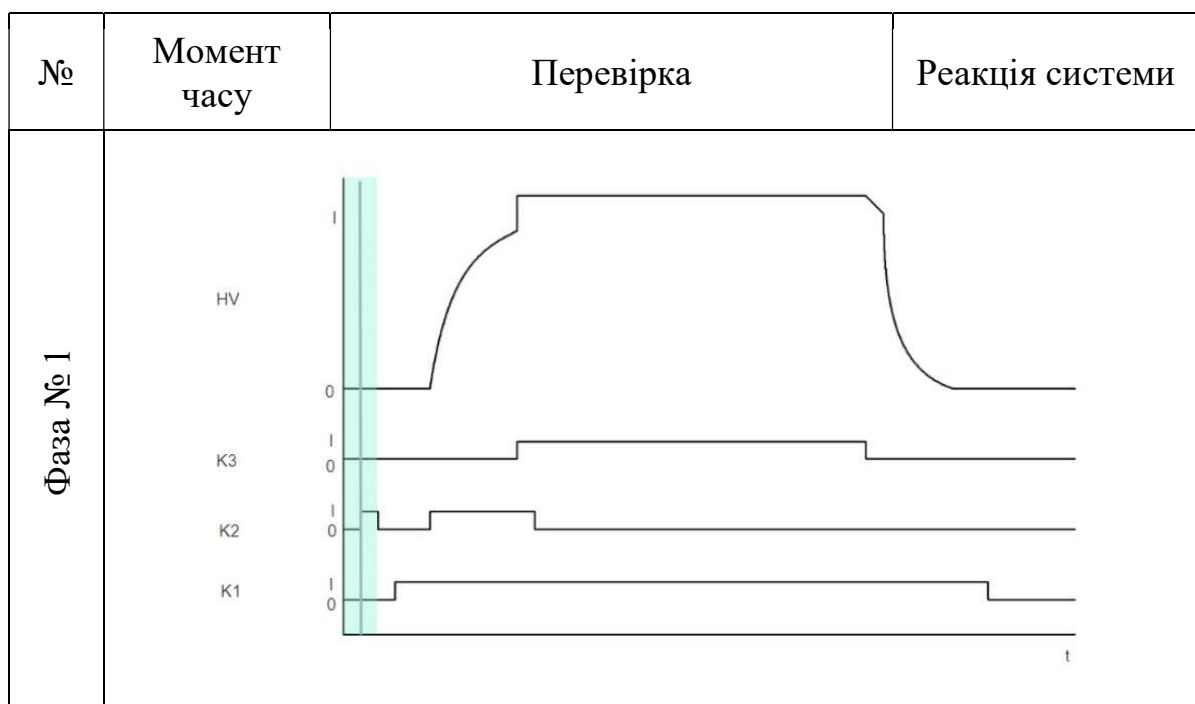 №
Момент
часу
Перевірка
Реакція системи
Фаза № 1
I
HV
0
I
K3
0
I
K2
0
I
K1
0
t